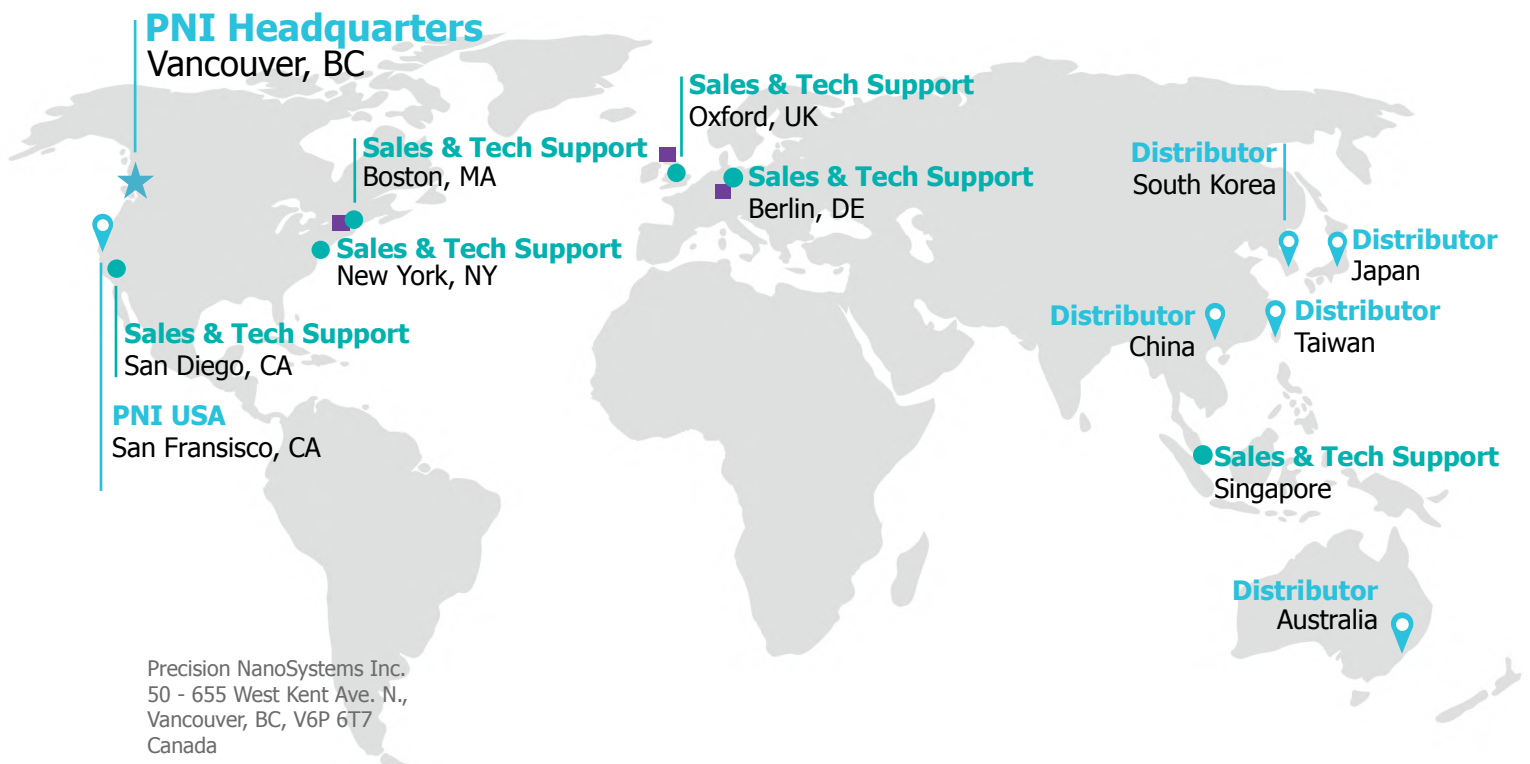 PNI Headquarters
Vancouver, BC
Sales & Tech Support
Oxford, UK
Sales & Tech Support
Boston, MA
Distributor
South Korea
Sales & Tech Support
Berlin, DE
Sales & Tech Support
New York, NY
Distributor
Japan
Distributor
China
Distributor
Taiwan
Sales & Tech Support
San Diego, CA
PNI USA
San Fransisco, CA
Sales & Tech Support
Singapore
Distributor
Australia
Precision NanoSystems Inc.
50 - 655 West Kent Ave. N.,
Vancouver, BC, V6P 6T7
Canada